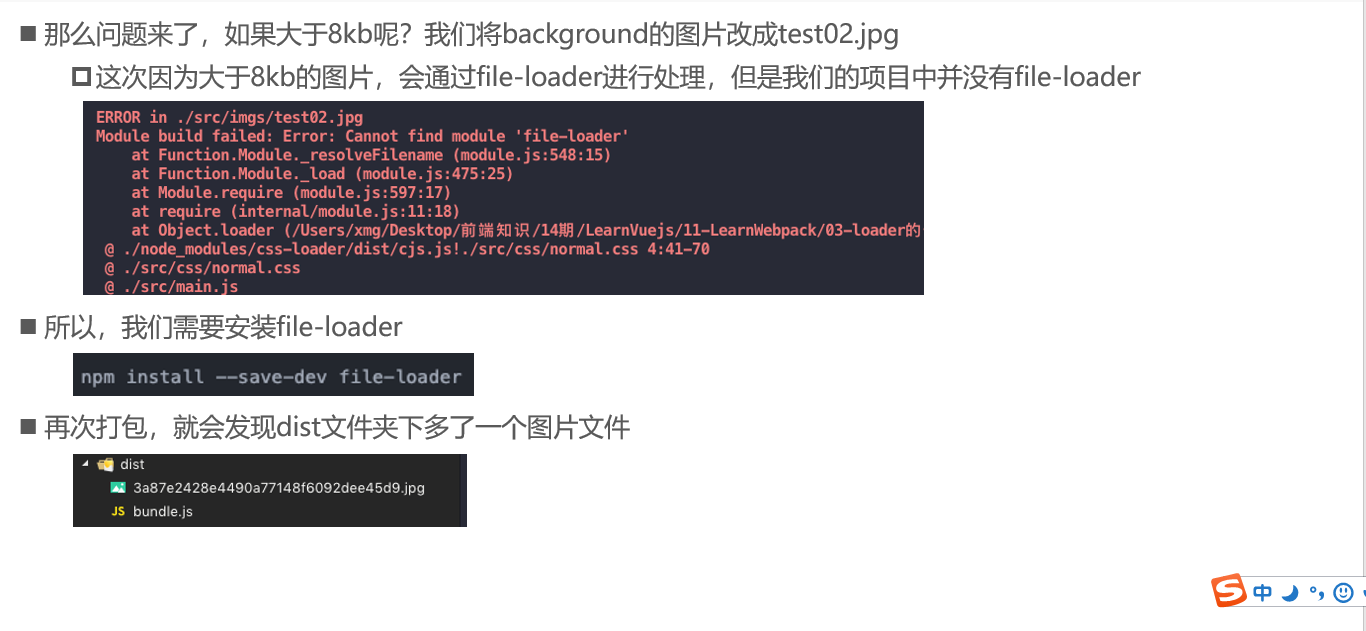 那么问题来了，如果大于8kb呢？我们将background的图片改成test02.jpg
这次因为大于8kb的图片，会通过file-loader进行处理，但是我们的项目中并没有file-loader
ERROR in ./src/imgs/test02.jpg
Module build failed: Error: Cannot find module 'file-loader'
at Function.Module._resolveFilename (module.js:548:15)
at Function.Module._load (module.js:475:25)
at Module.require (module.js:597:17)
at require (internal/module.js:11:18)
at Object.loader (/Users/xmg/Desktop/前端知识/14期/LearnVuejs/11-LearnWebpack/03-loader的
@ ./node_modules/css-loader/dist/cjs.js!./src/css/normal.css 4:41-70
@ ./src/css/normal.css
@ ./src/main.js
所以，我们需要安装file-loader
npm install --save-dev file-loader
再次打包，就会发现dist文件夹下多了一个图片文件
dist
3a87e2428e4490a77148f6092dee45d9.jpg
JS bundle.js
S 中